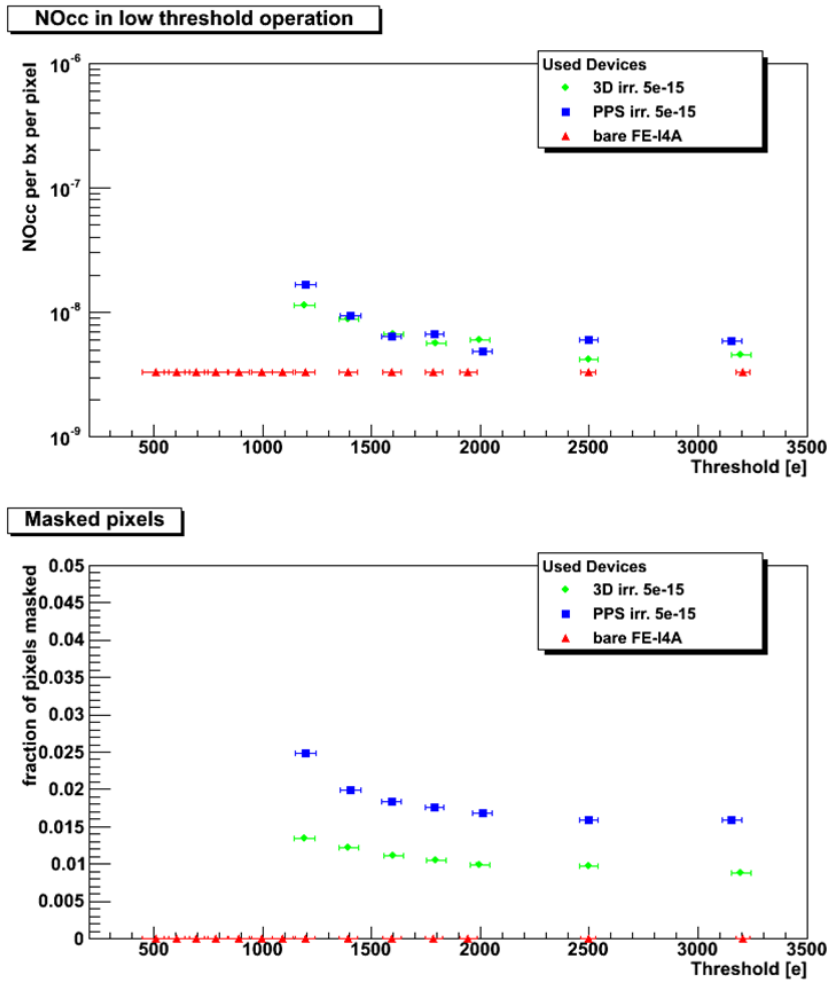 NOcc in low threshold operation
NOcc per bx per pixel
10^-6
10^-7
10^-8
10^-9
Used Devices
3D irr. 5e-15
PPS irr. 5e-15
bare FE-I4A
500 1000 1500 2000 2500 3000 3500
Threshold [e]
Masked pixels
fraction of pixels masked
0.05
0.045
0.04
0.035
0.03
0.025
0.02
0.015
0.01
0.005
0
Used Devices
3D irr. 5e-15
PPS irr. 5e-15
bare FE-I4A
500 1000 1500 2000 2500 3000 3500
Threshold [e]